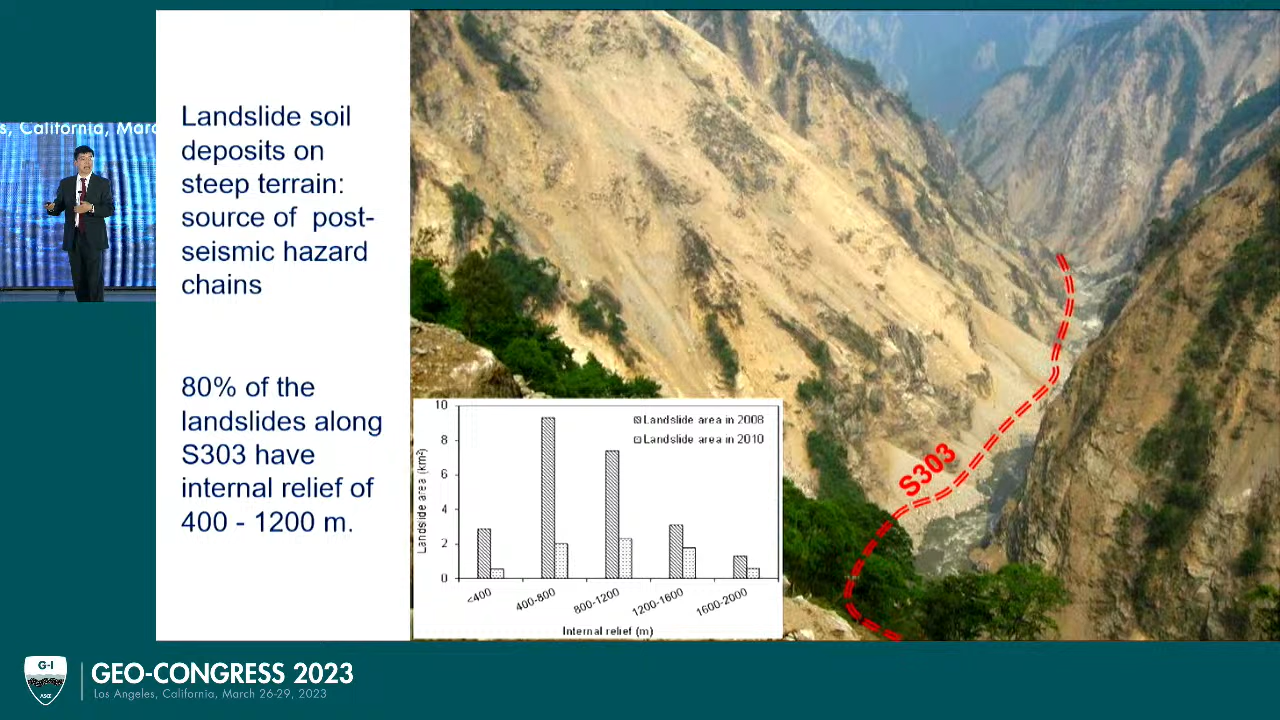 s, California, Marc
Landslide soil
deposits on
steep terrain:
source of post-
seismic hazard
chains
80% of the
landslides along
S303 have
internal relief of
400 - 1200 m.
S303
Landslide area in 2008
Landslide area in 2010
Landslide area (km²)
10
8
6
4
2
0
<400
400-800
800-1200
1200-1600
1600-2000
Internal relief (m)
G-I
ASCE
GEO-CONGRESS 2023
Los Angeles, California, March 26-29, 2023